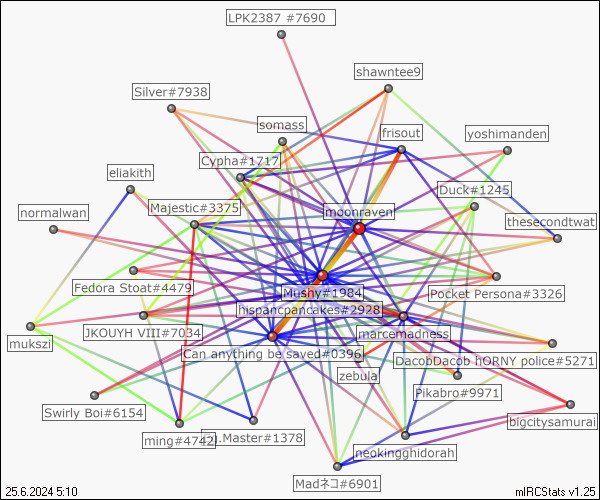 LPK2387 #7690
shawntee9
Silver#7938
somass
frisout
yoshimanden
Cypha#1717
eliakith
Duck#1245
Majestic#3375
moonraven
normalwan
thesecondtwat
Fedora Stoat#4479
Mushy#1984
Pocket Persona#3326
hispancpancakes#2928
JKOUYH VIII#7034
marcemadness
mukszi
Can anything be saved#0396
DacobDacob hORNY police#5271
zebulal
Pikabro#9971
Swirly Boi#6154
bigcitysamurai
ming#4742
.Master#1378
neokingghidorah
Madネコ#6901
25.6.2024 5:10
mIRCStats v1.25